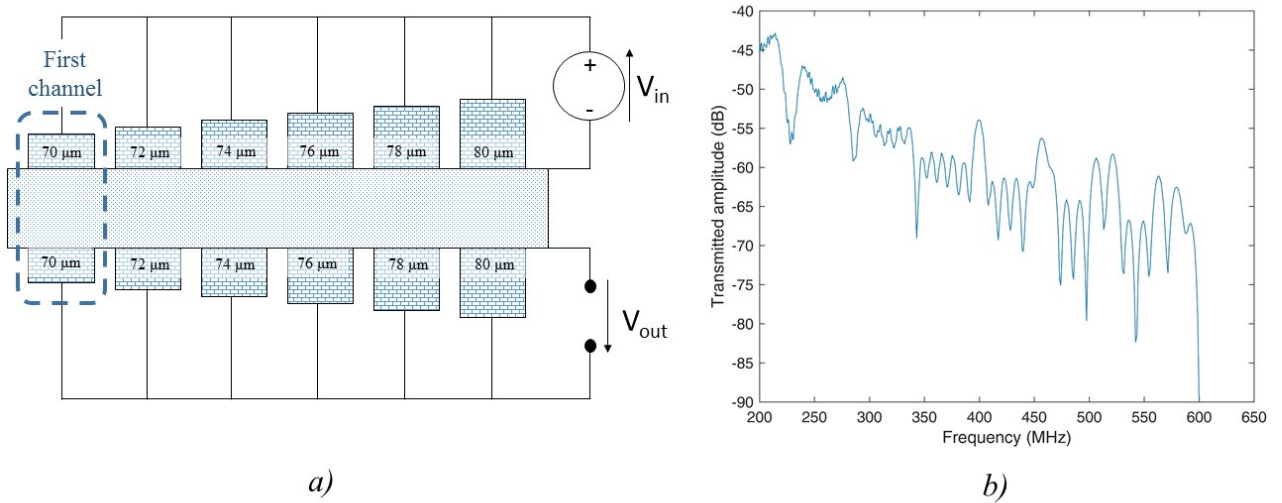 First
channel
70 μm
72 μm
74 μm
76 μm
78 μm
80 μm
+
-
Vin
70 μm
72 μm
74 μm
76 μm
78 μm
80 μm
Vout
a)
-40
-45
-50
-55
-60
-65
-70
-75
-80
-85
-90
Transmitted amplitude (dB)
200 250 300 350 400 450 500 550 600 650
Frequency (MHz)
b)